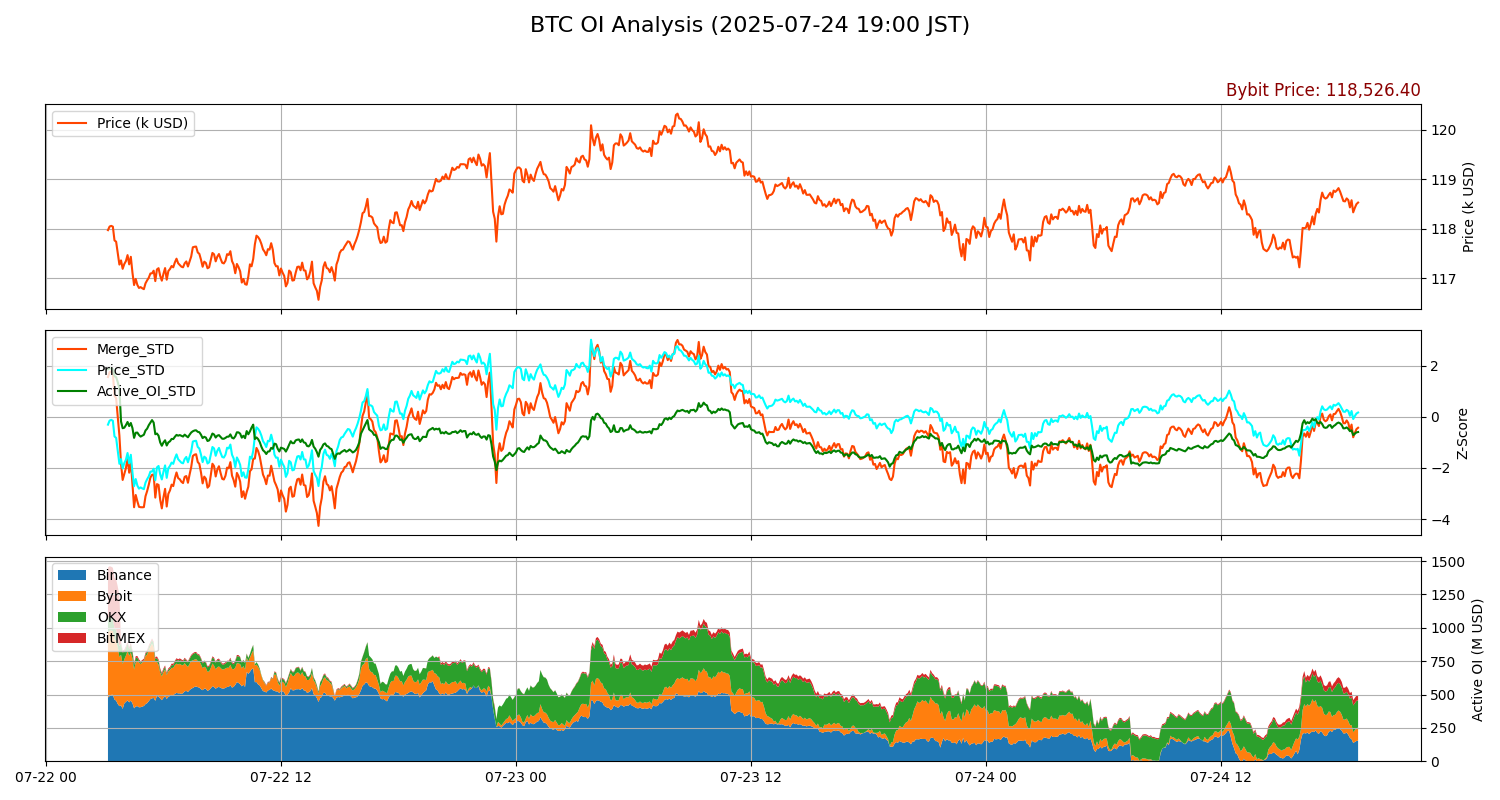 BTC OI Analysis (2025-07-24 19:00 JST)
Bybit Price: 118,526.40
Price (k USD)
120
119
118
117
Price (k USD)
Merge_STD
Price_STD
Active_OI_STD
2
0
−2
−4
Z-Score
Binance
Bybit
OKX
BitMEX
1500
1250
1000
750
500
250
0
Active OI (M USD)
07-22 00
07-22 12
07-23 00
07-23 12
07-24 00
07-24 12